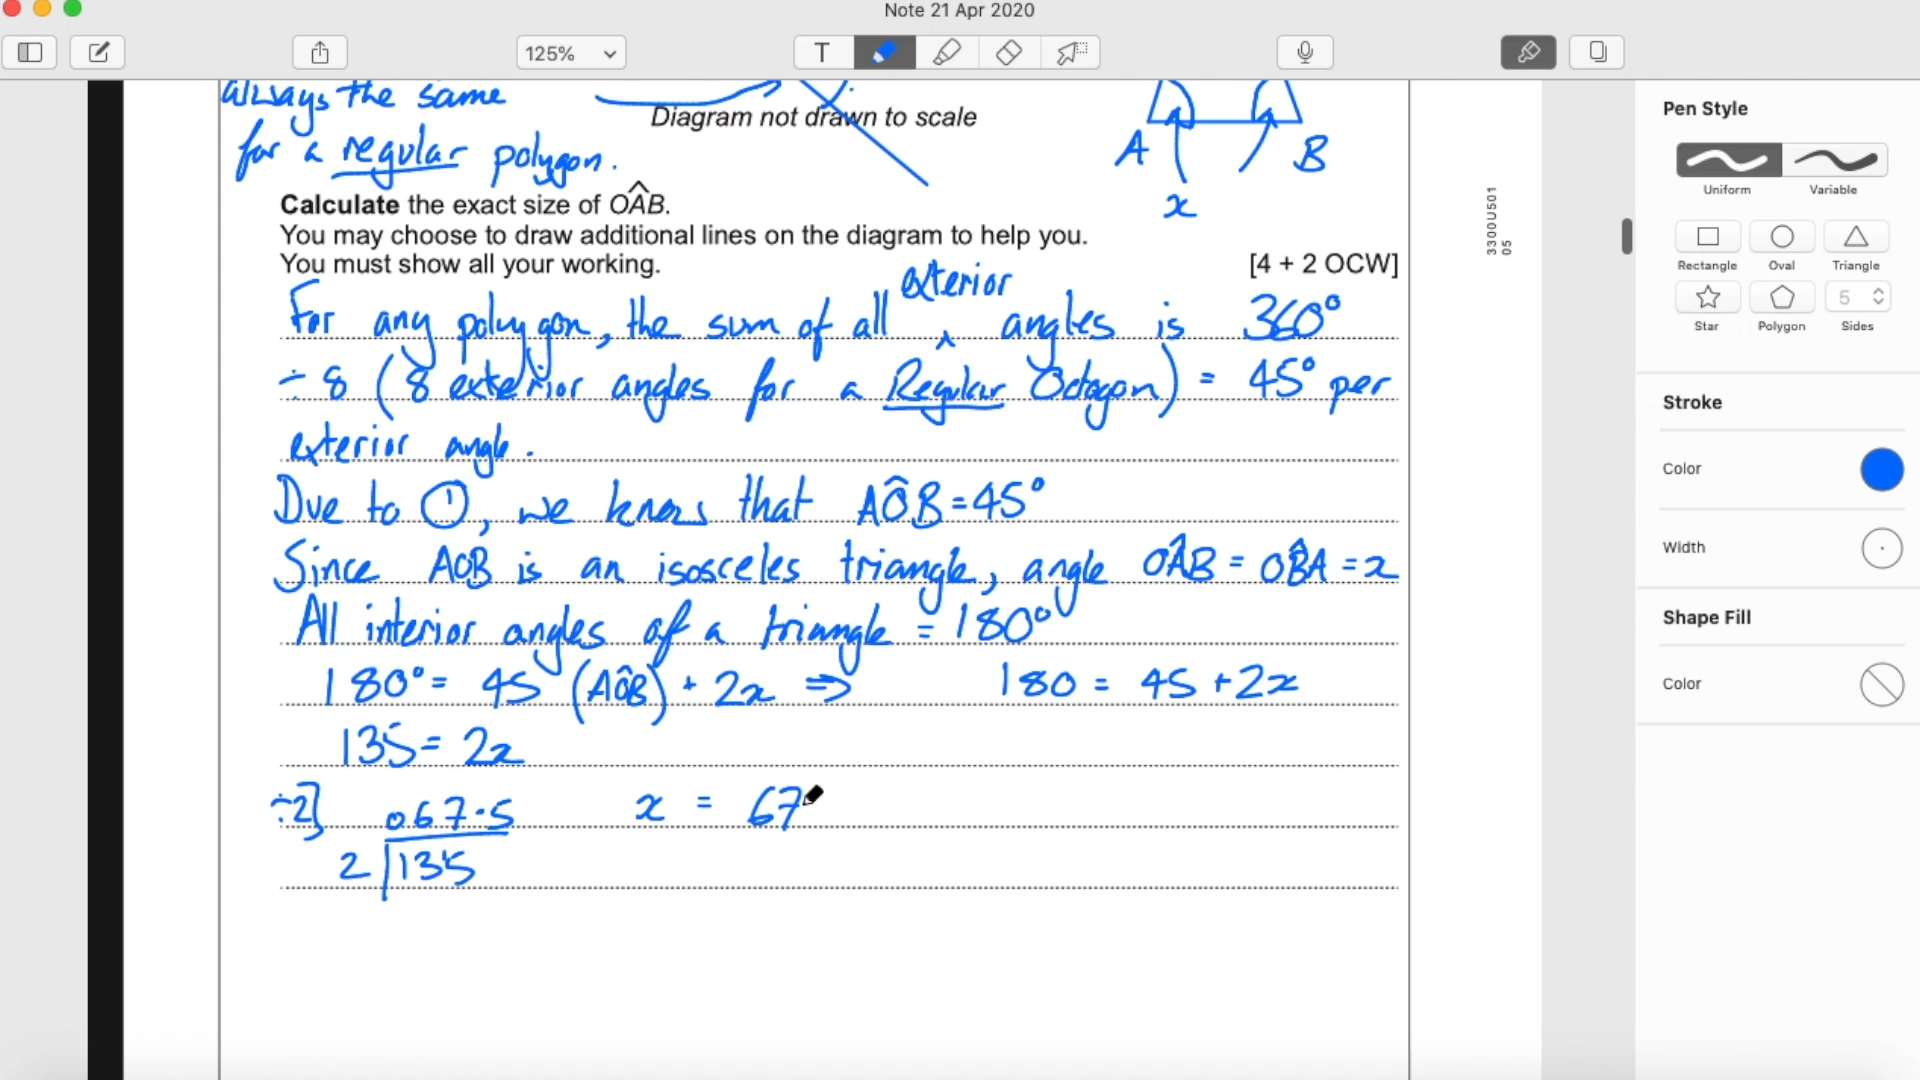 Note 21 Apr 2020
125%
T
always the same
for a regular polygon.
Diagram not drawn to scale
A
B
x
Calculate the exact size of OÂB.
You may choose to draw additional lines on the diagram to help you.
You must show all your working.
[4 + 2 OCW]
3300U501
05
exterior
For any polygon, the sum of all ‸ angles is 360°
÷ 8 (8 exterior angles for a Regular Octagon) = 45° per
exterior angle.
Due to ①, we know that AÔB = 45°
Since AOB is an isosceles triangle, angle OÂB = OB̂A = x
All interior angles of a triangle = 180°
180° = 45 (AÔB) + 2x ⇒ 180 = 45 + 2x
135 = 2x
÷2] 067.5 x = 67
2 135
Pen Style
Uniform
Variable
Rectangle
Oval
Triangle
5
Star
Polygon
Sides
Stroke
Color
Width
Shape Fill
Color